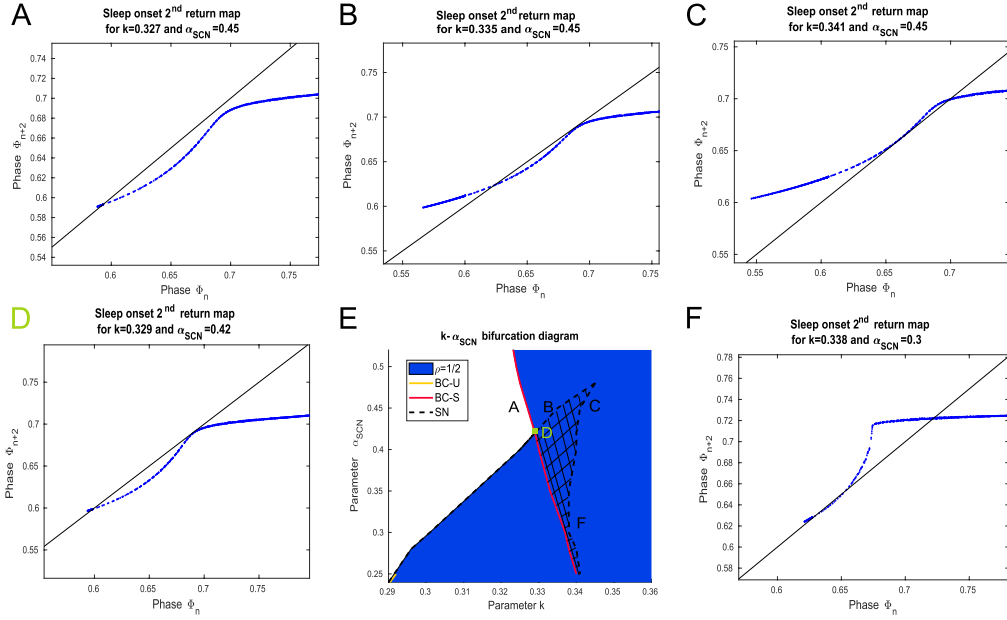 A
Sleep onset 2nd return map
for k=0.327 and αSCN=0.45
0.74
0.72
0.7
0.68
0.66
0.64
0.62
0.6
0.58
0.56
0.54
Phase Φn+2
0.6
0.65
0.7
0.75
Phase Φn
B
Sleep onset 2nd return map
for k=0.335 and αSCN=0.45
0.75
0.7
0.65
0.6
0.55
Phase Φn+2
0.55
0.6
0.65
0.7
0.75
Phase Φn
C
Sleep onset 2nd return map
for k=0.341 and αSCN=0.45
0.75
0.7
0.65
0.6
0.55
Phase Φn+2
0.55
0.6
0.65
0.7
Phase Φn
D
Sleep onset 2nd return map
for k=0.329 and αSCN=0.42
0.75
0.7
0.65
0.6
0.55
Phase Φn+2
0.6
0.65
0.7
0.75
Phase Φn
E
k- αSCN bifurcation diagram
ρ=1/2
BC-U
BC-S
SN
A
B
C
D
F
0.5
0.45
0.4
0.35
0.3
0.25
Parameter αSCN
0.29
0.3
0.31
0.32
0.33
0.34
0.35
0.36
Parameter k
F
Sleep onset 2nd return map
for k=0.338 and αSCN=0.3
0.78
0.76
0.74
0.72
0.7
0.68
0.66
0.64
0.62
0.6
0.58
Phase Φn+2
0.6
0.65
0.7
0.75
Phase Φn